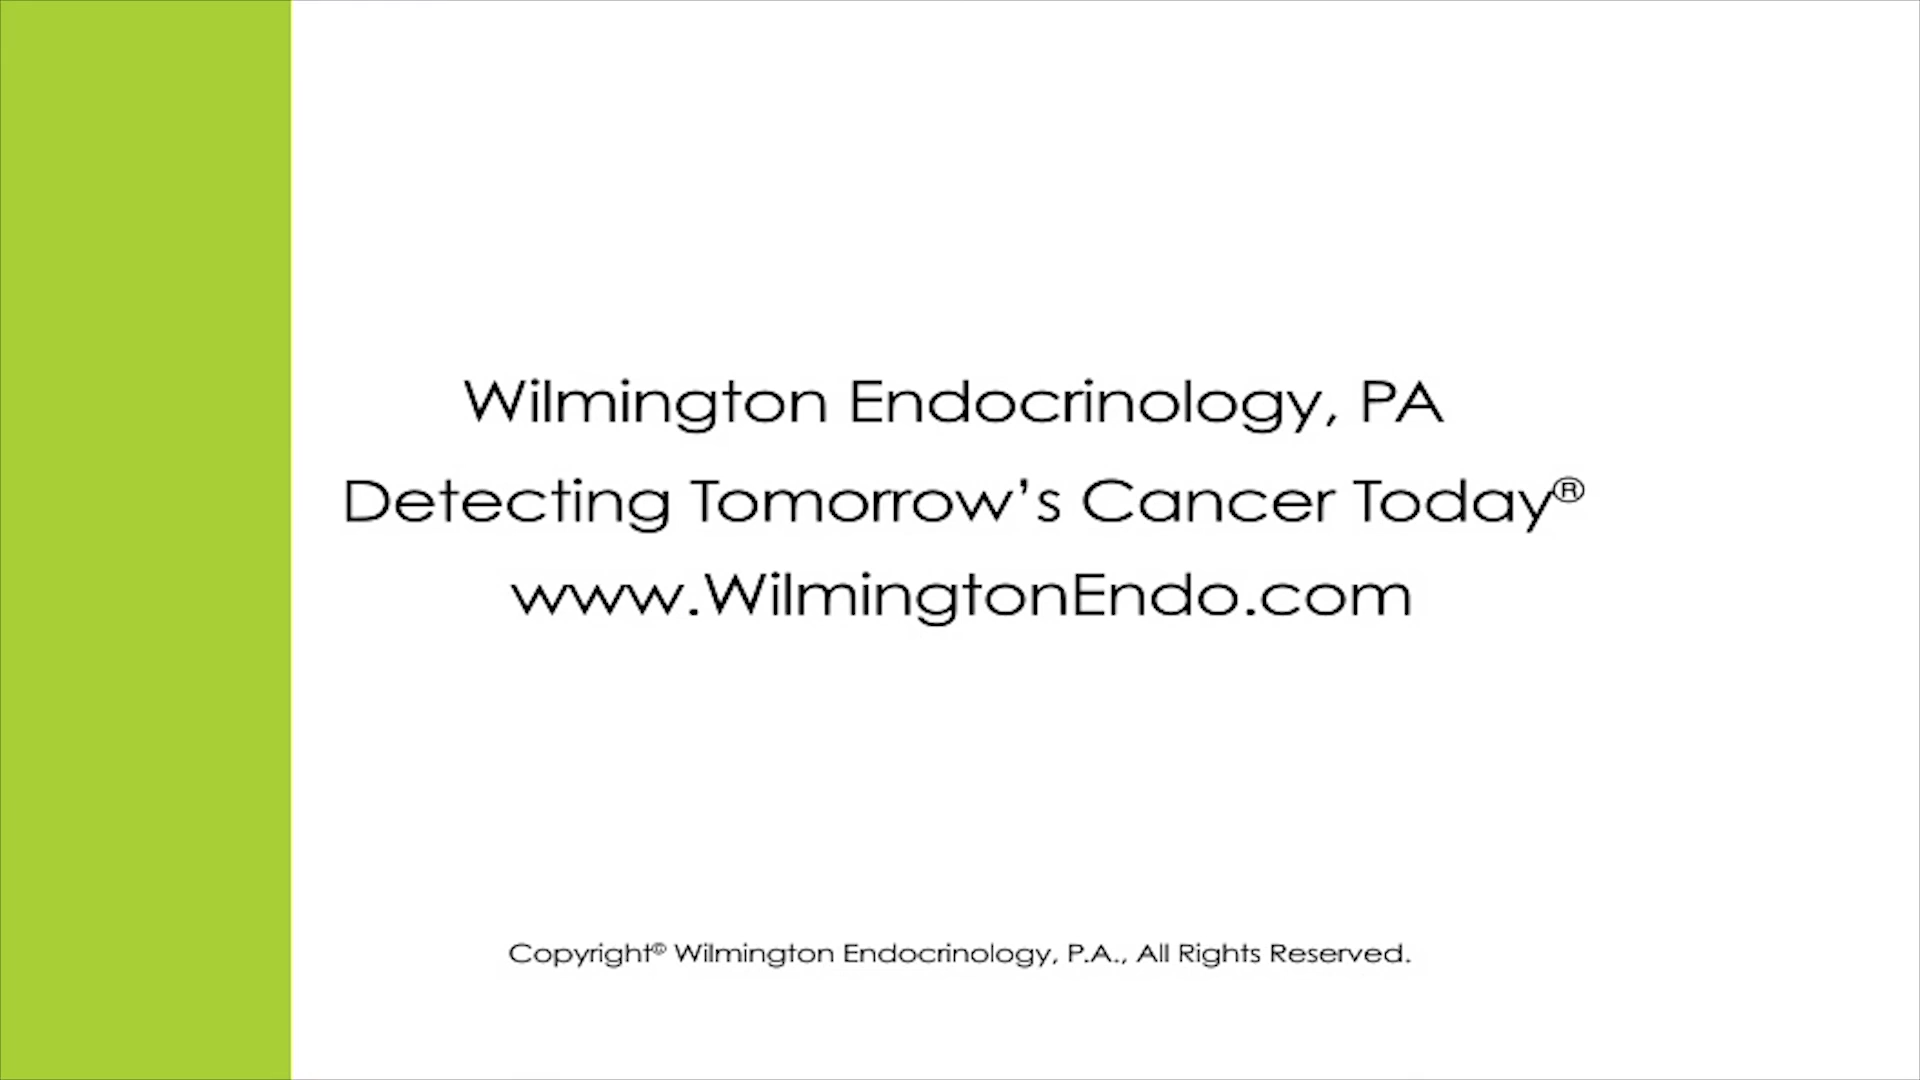 Wilmington Endocrinology, PA
Detecting Tomorrow’s Cancer Today®
www.WilmingtonEndo.com
Copyright© Wilmington Endocrinology, P.A., All Rights Reserved.